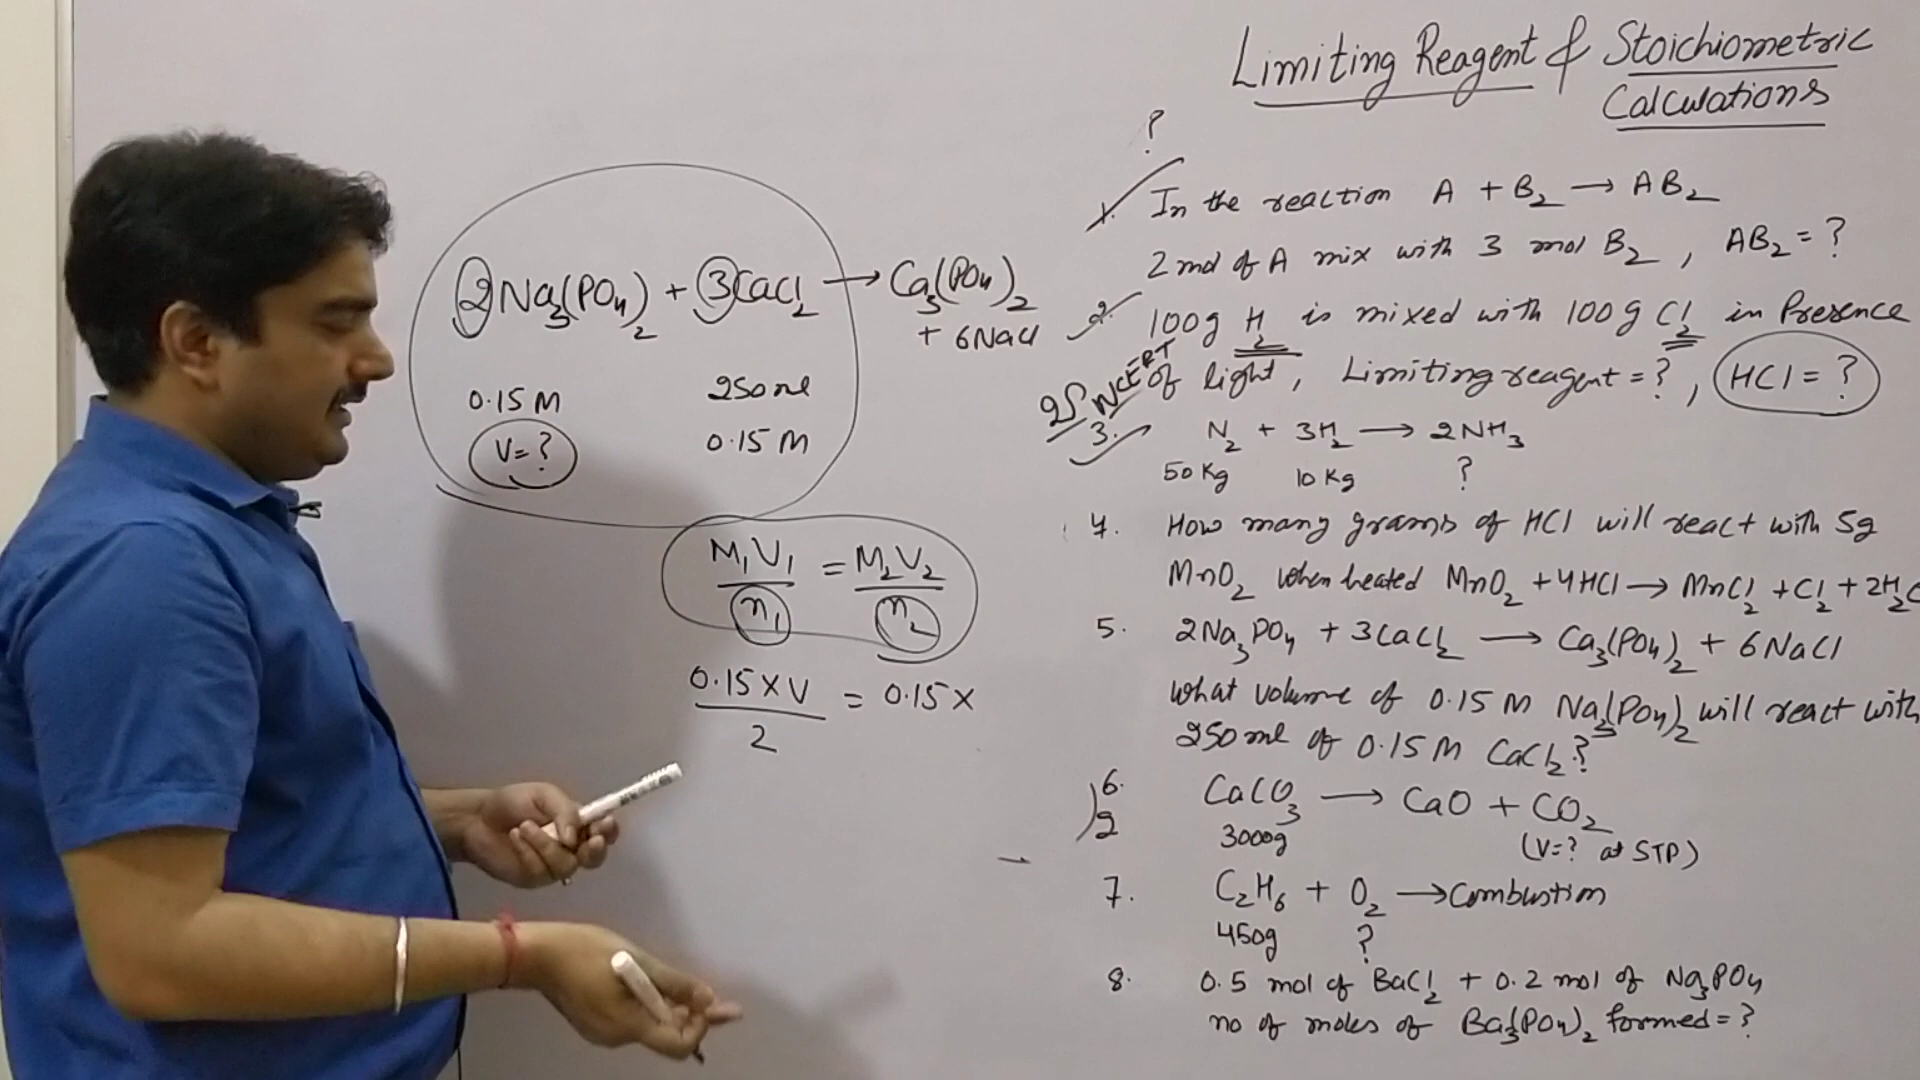 Limiting Reagent & Stoichiometric
Calculations
?
1. In the reaction A + B₂ → AB₂
2 mol of A mix with 3 mol B₂, AB₂ = ?
2. 100g H₂ is mixed with 100g Cl₂ in Presence
of light, Limiting reagent = ?, HCl = ?
NCERT
3. N₂ + 3H₂ → 2NH₃
50 Kg 10 Kg ?
4. How many grams of HCl will react with 5g
MnO₂ when heated MnO₂ + 4HCl → MnCl₂ + Cl₂ + 2H₂O
5. 2Na₃PO₄ + 3CaCl₂ → Ca₃(PO₄)₂ + 6NaCl
What volume of 0.15 M Na₃(PO₄)₂ will react with
250 ml of 0.15 M CaCl₂?
6. CaCO₃ → CaO + CO₂
2 3000g (V=? at STP)
7. C₂H₆ + O₂ → Combustion
450g ?
8. 0.5 mol of BaCl₂ + 0.2 mol of Na₃PO₄
no of moles of Ba₃(PO₄)₂ formed = ?
2Na₃(PO₄)₂ + 3CaCl₂ → Ca₃(PO₄)₂
+ 6NaCl
0.15 M 250 ml
V = ? 0.15 M
M₁V₁/n₁ = M₂V₂/n₂
0.15 X V/2 = 0.15 X